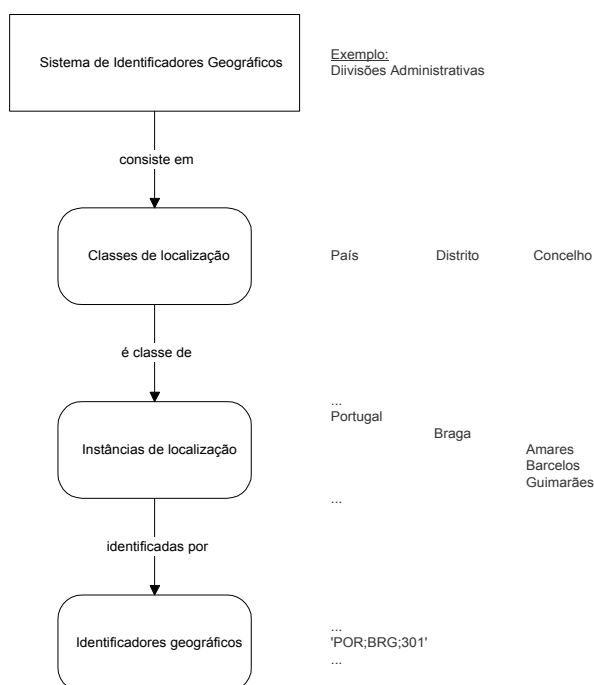 Sistema de Identificadores Geográficos
Exemplo:
Diivisões Administrativas
consiste em
Classes de localização
País Distrito Concelho
é classe de
Instâncias de localização
...
Portugal
Braga
Amares
Barcelos
Guimarães
...
identificadas por
Identificadores geográficos
...
'POR;BRG;301'
...